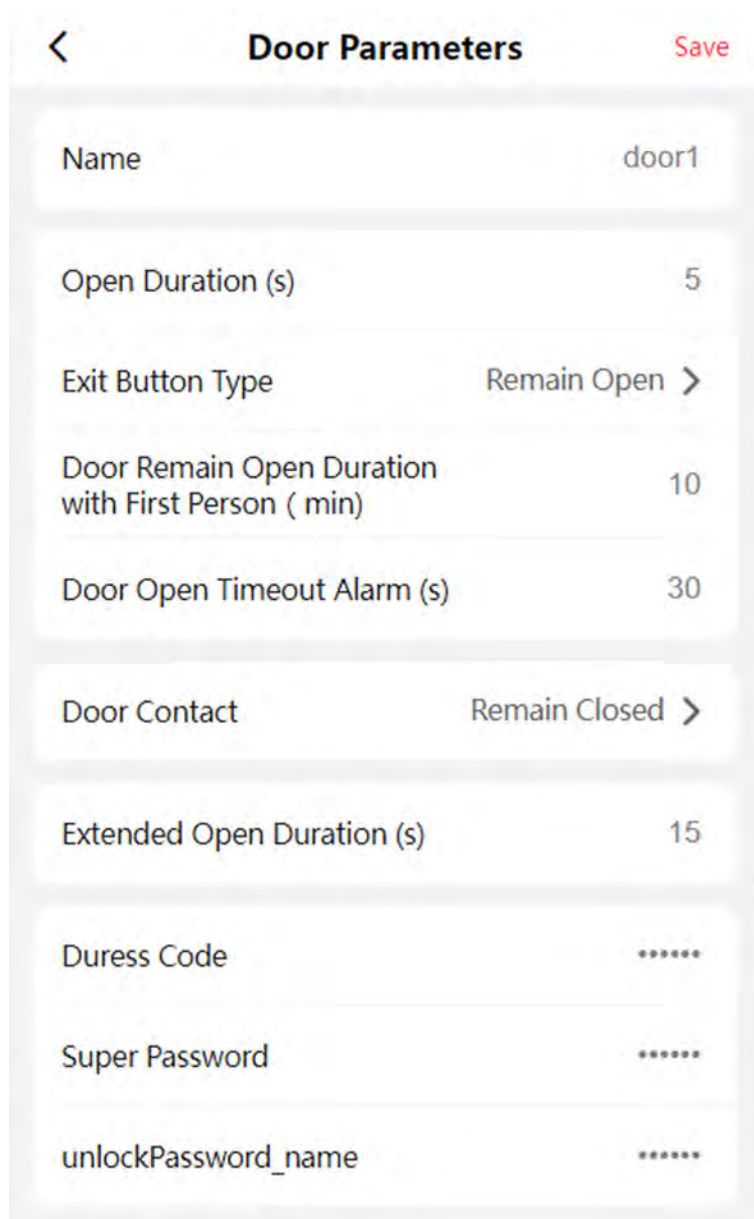 Door Parameters Save
Name door1
Open Duration (s) 5
Exit Button Type Remain Open
Door Remain Open Duration
with First Person ( min) 10
Door Open Timeout Alarm (s) 30
Door Contact Remain Closed
Extended Open Duration (s) 15
Duress Code ••••••
Super Password ••••••
unlockPassword_name ••••••